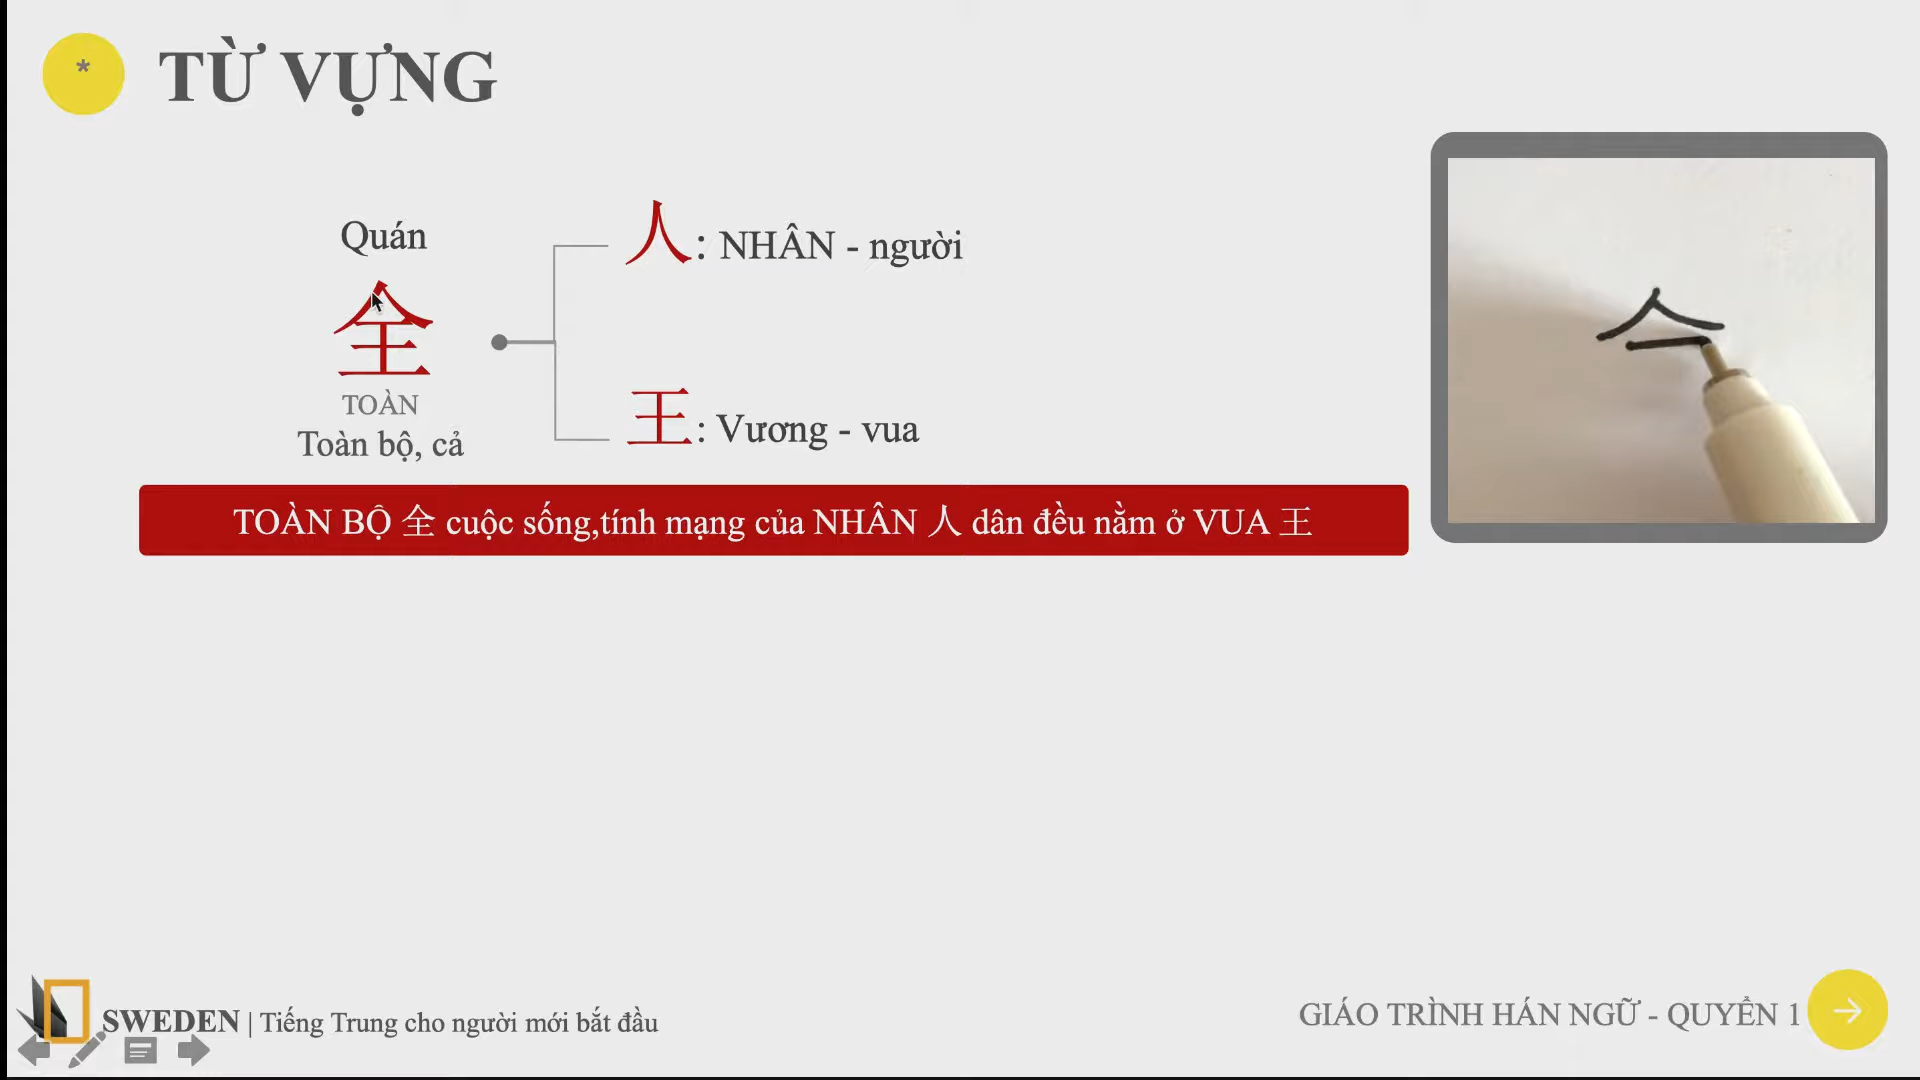 *
TỪ VỰNG
Quán
全
TOÀN
Toàn bộ, cả
人: NHÂN - người
王: Vương - vua
TOÀN BỘ 全 cuộc sống,tính mạng của NHÂN 人 dân đều nằm ở VUA 王
SWEDEN | Tiếng Trung cho người mới bắt đầu
GIÁO TRÌNH HÁN NGỮ - QUYỂN 1